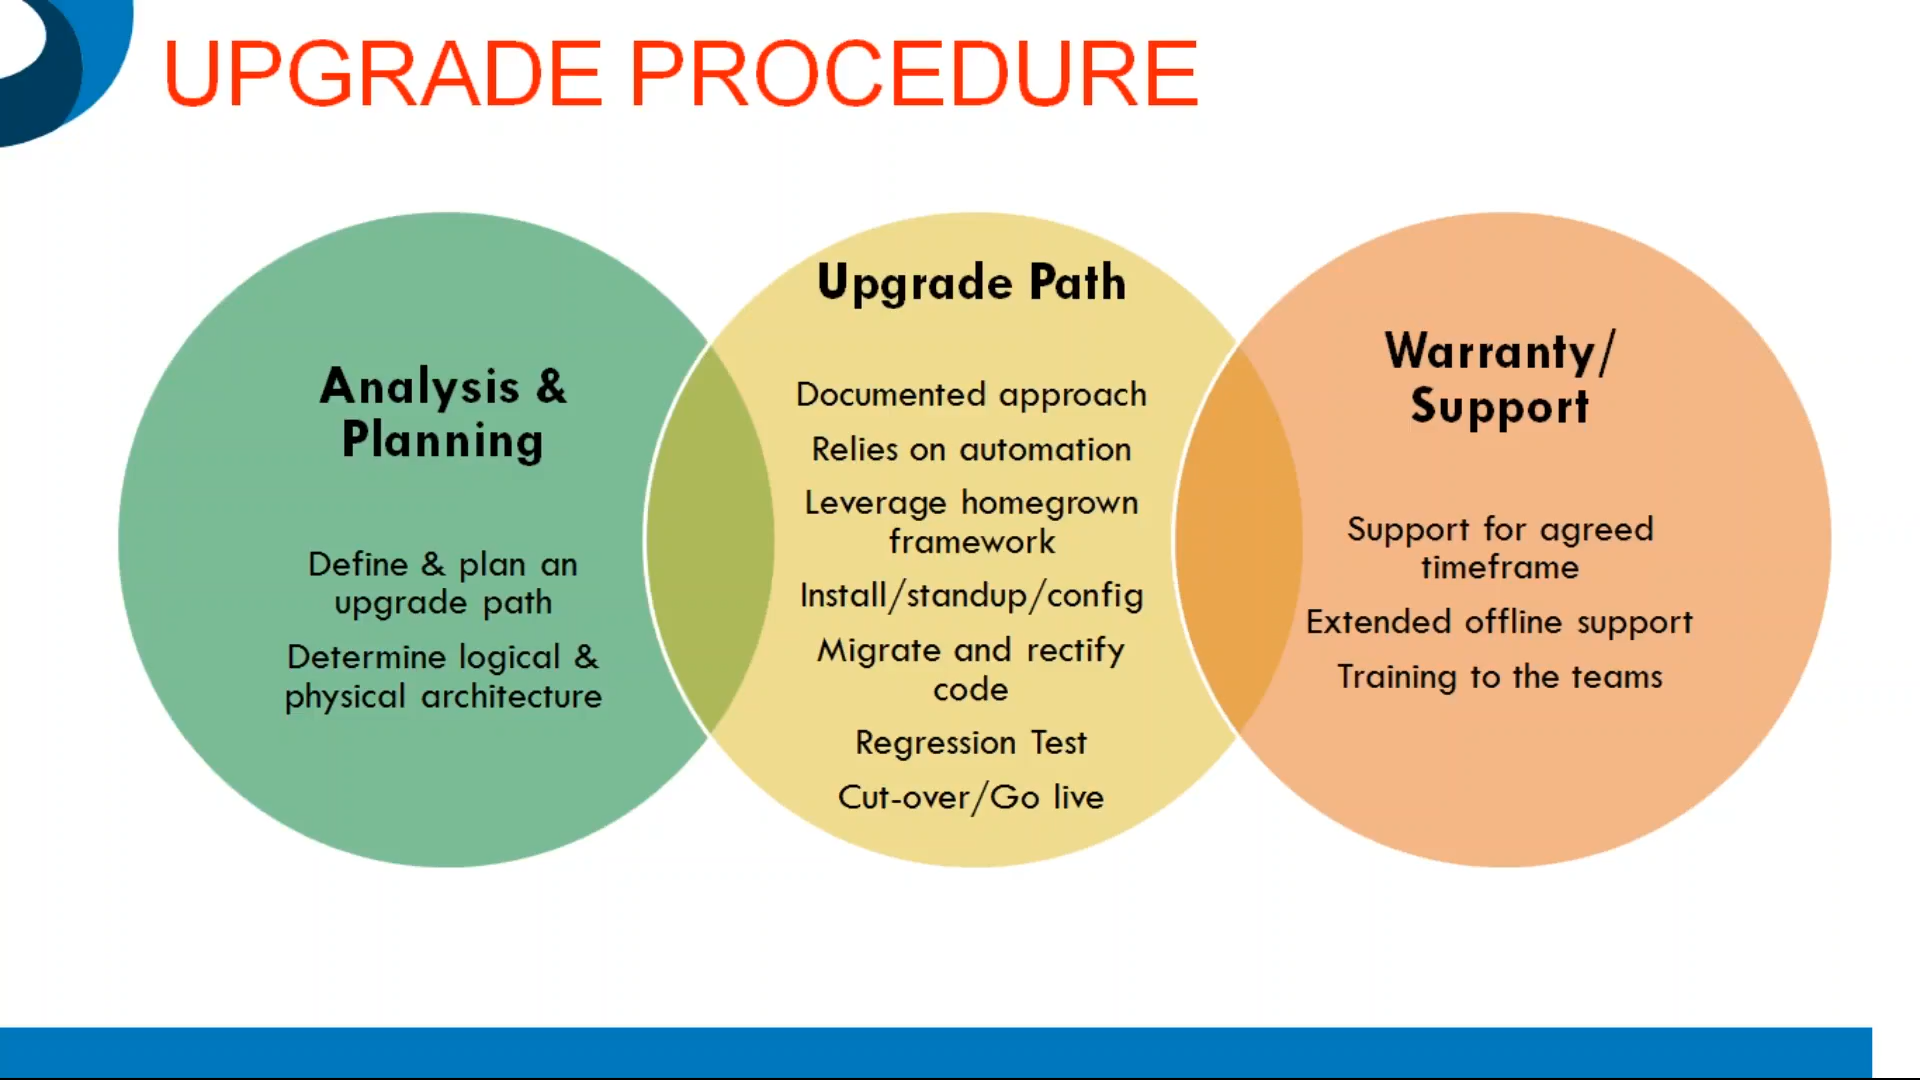 UPGRADE PROCEDURE
Analysis &
Planning
Define & plan an
upgrade path
Determine logical &
physical architecture
Upgrade Path
Documented approach
Relies on automation
Leverage homegrown
framework
Install/standup/config
Migrate and rectify
code
Regression Test
Cut-over/Go live
Warranty/
Support
Support for agreed
timeframe
Extended offline support
Training to the teams